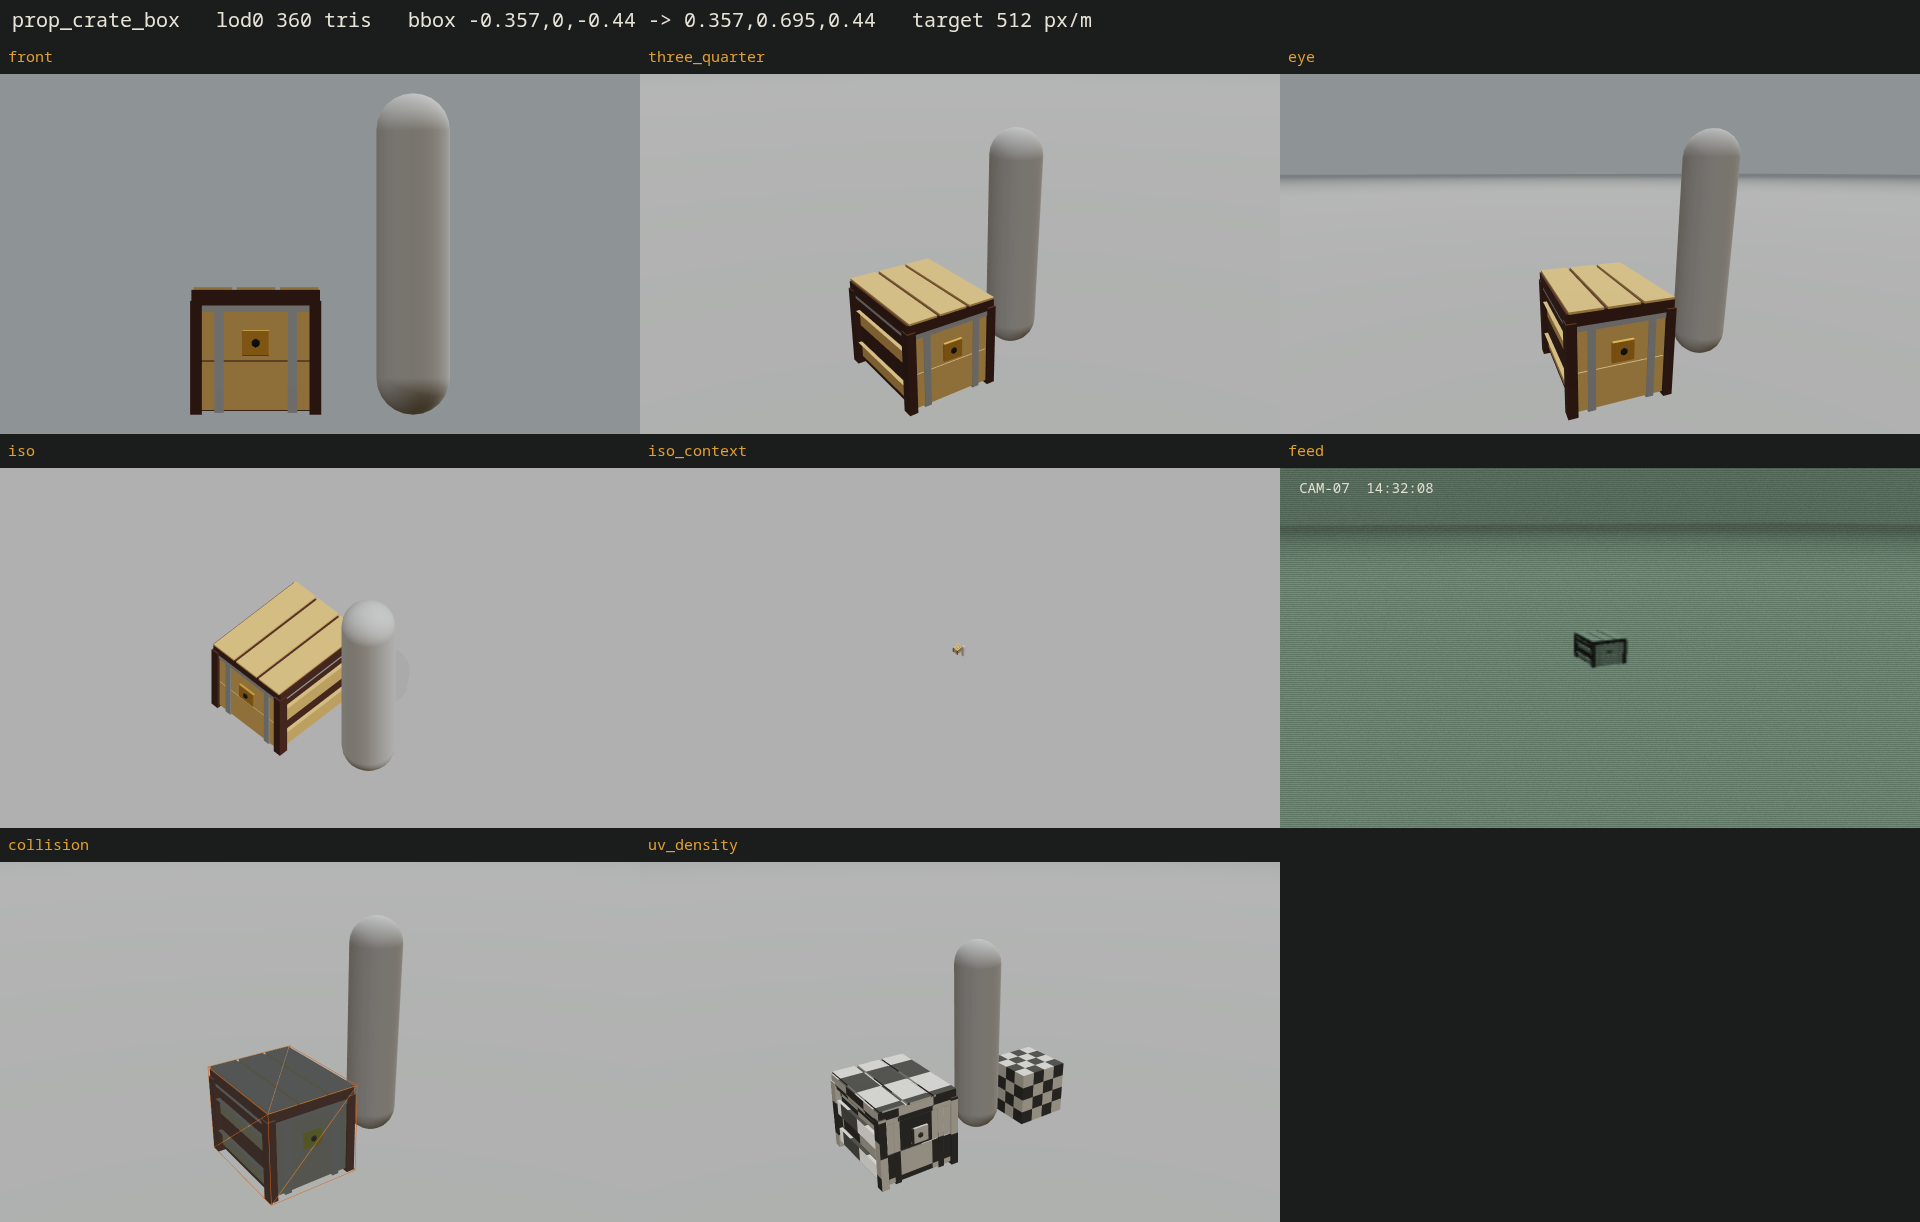 prop_crate_box   lod0 360 tris   bbox -0.357,0,-0.44 -> 0.357,0.695,0.44   target 512 px/m
front
three_quarter
eye
iso
iso_context
feed
CAM-07  14:32:08
collision
uv_density